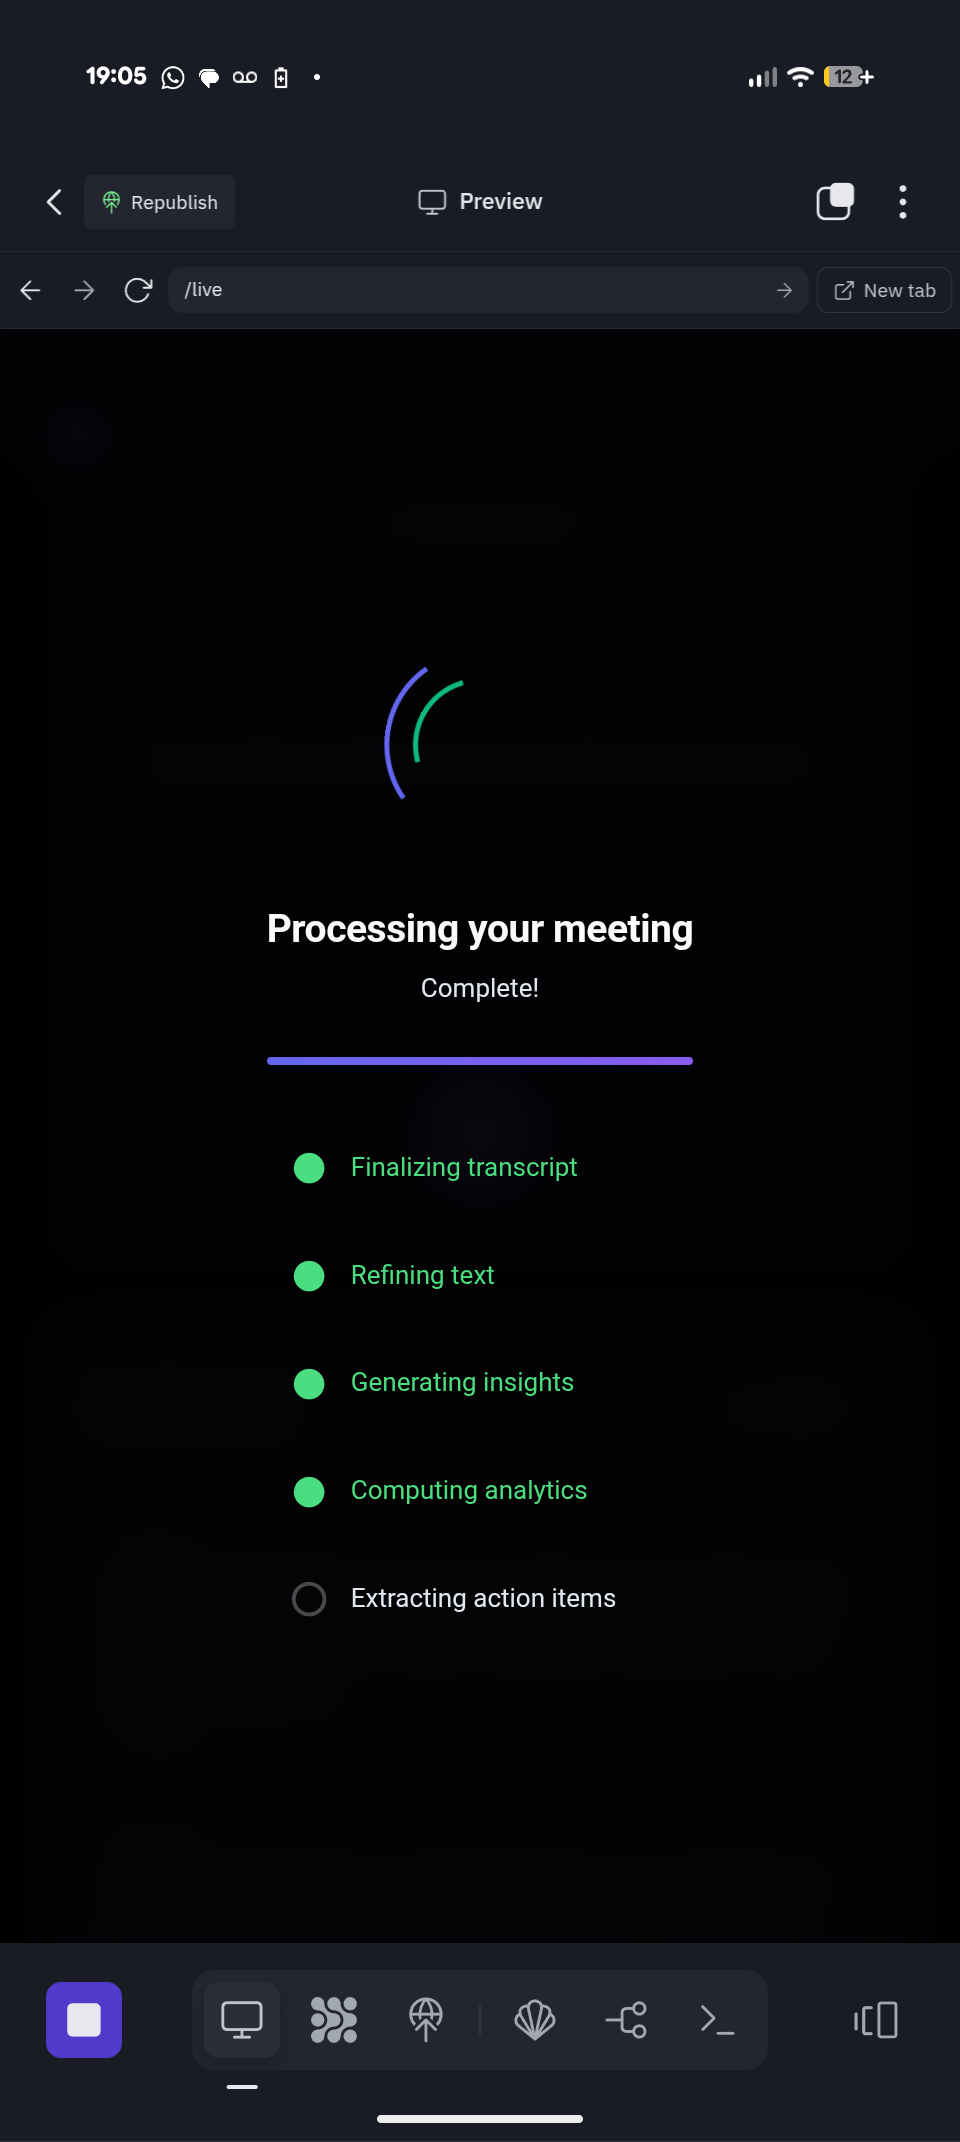 19:05
12
Republish
Preview
/live
New tab
Processing your meeting
Complete!
Finalizing transcript
Refining text
Generating insights
Computing analytics
Extracting action items